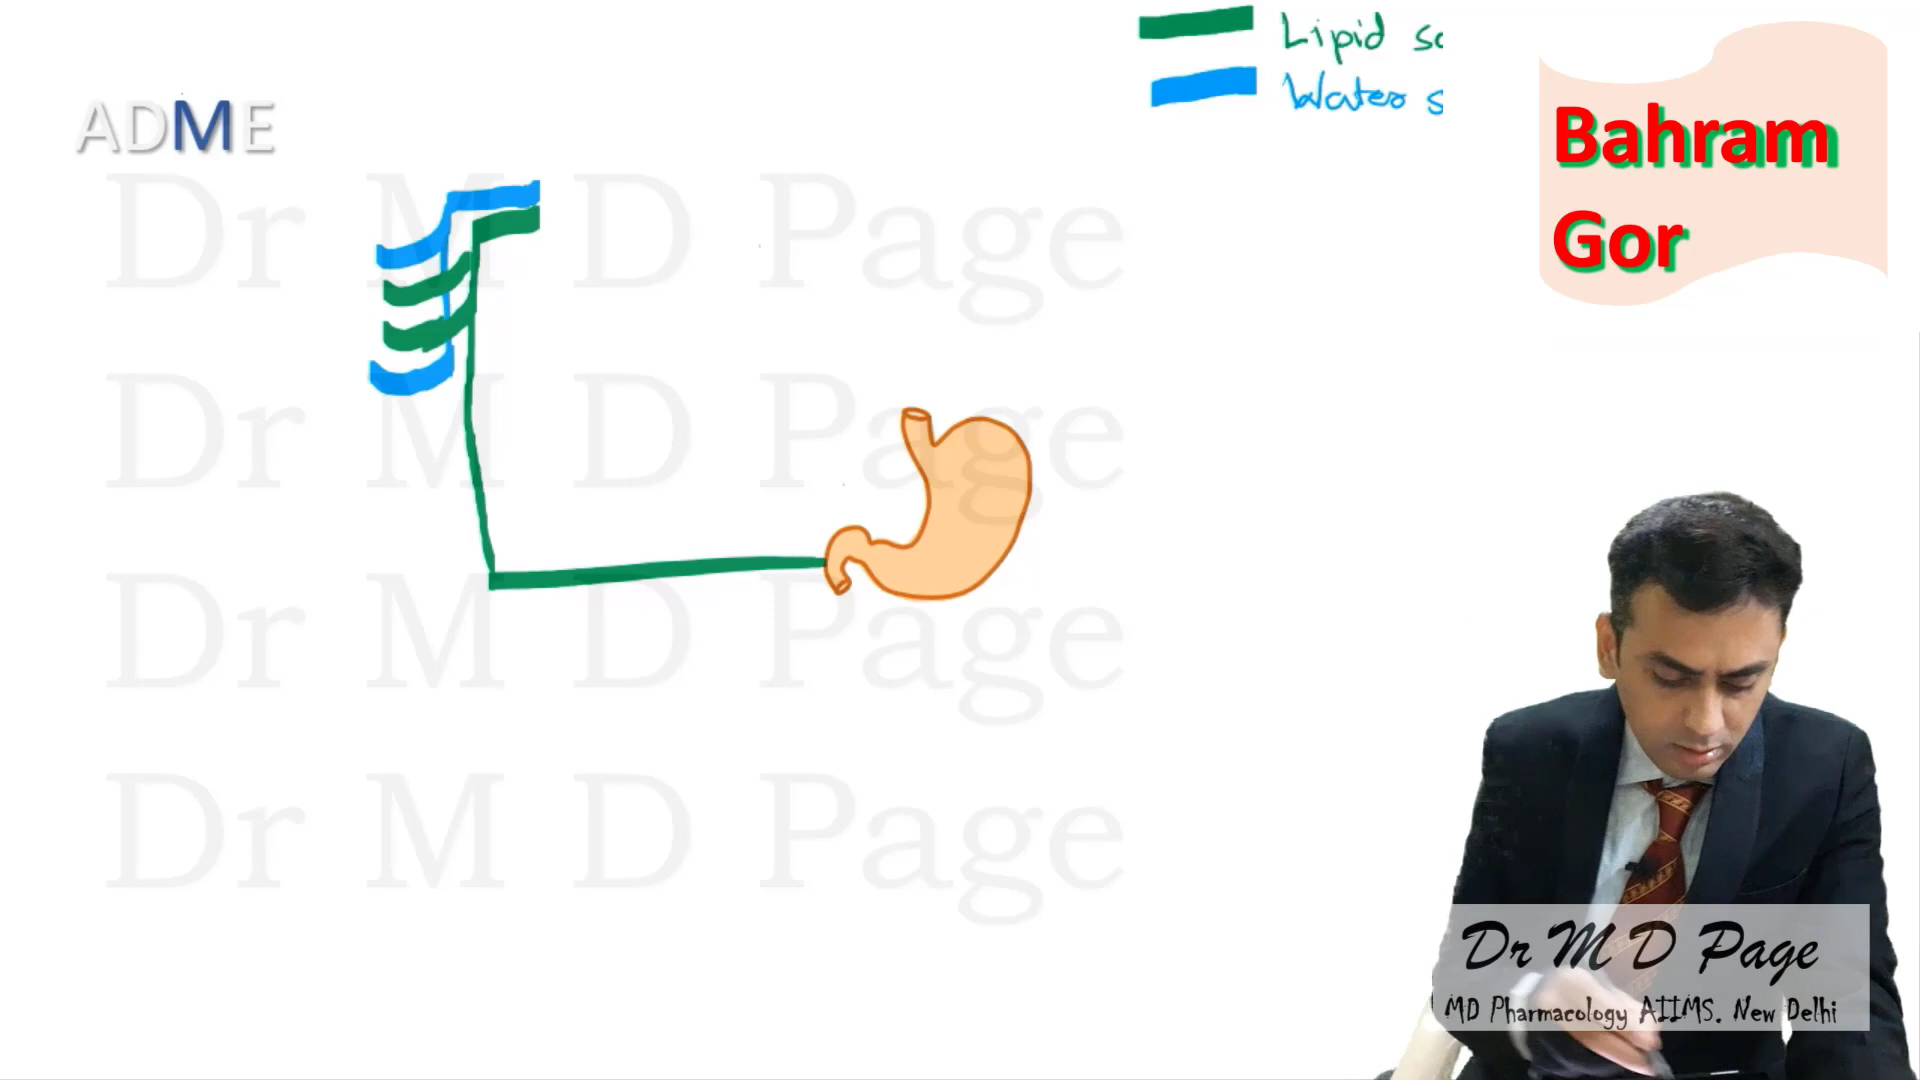 Lipid so
Water s
ADME
Bahram
Gor
Dr M D Page
Dr M D Page
Dr M D Page
Dr M D Page
Dr M D Page
MD Pharmacology AIIMS. New Delhi